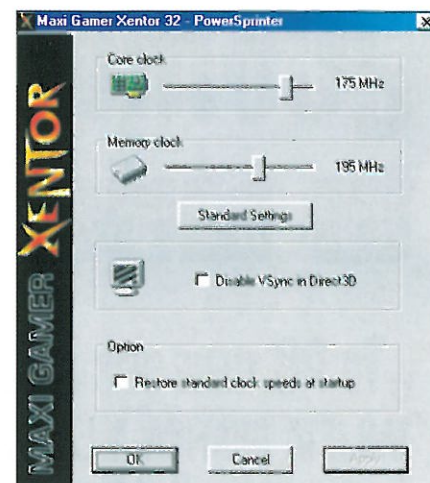 Maxi Gamer Xentor 32 - PowerSprinter
MAXI GAMER XENTOR
Core clock
175 MHz
Memory clock
195 MHz
Standard Settings
Disable VSync in Direct3D
Option
Restore standard clock speeds at startup
OK
Cancel
Apply